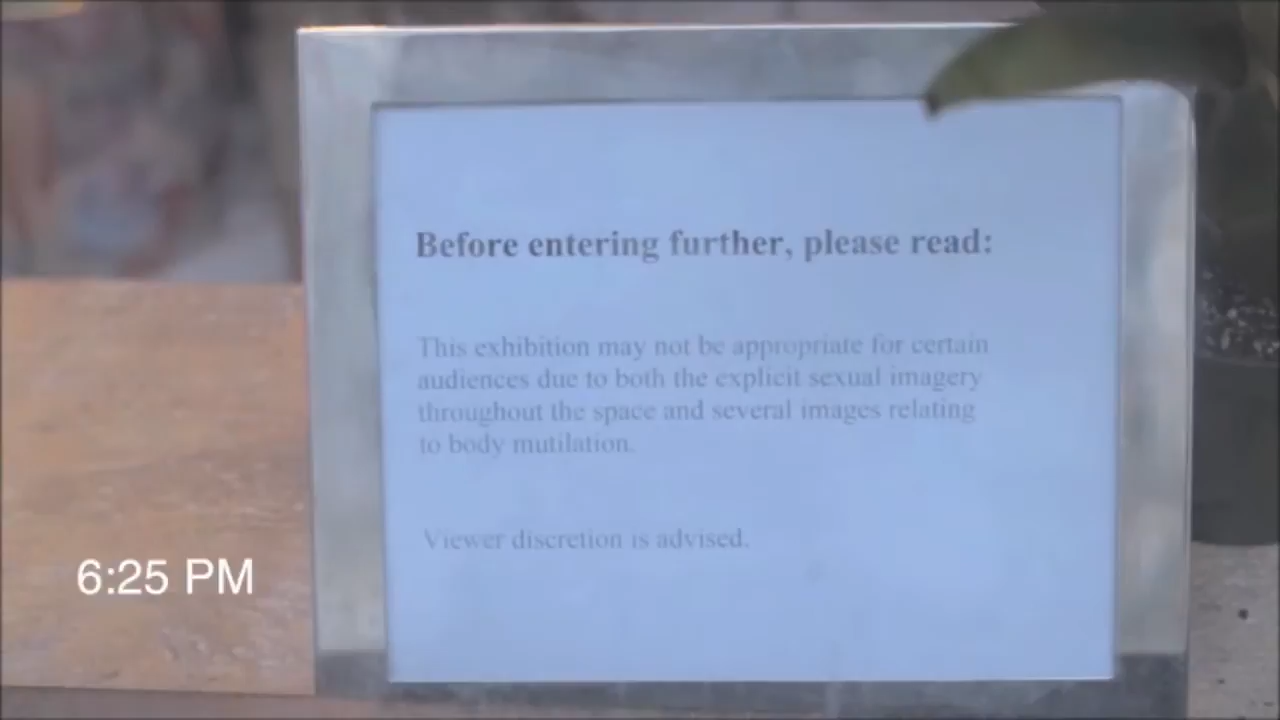 Before entering further, please read:
This exhibition may not be appropriate for certain
audiences due to both the explicit sexual imagery
throughout the space and several images relating
to body mutilation.
Viewer discretion is advised.
6:25 PM